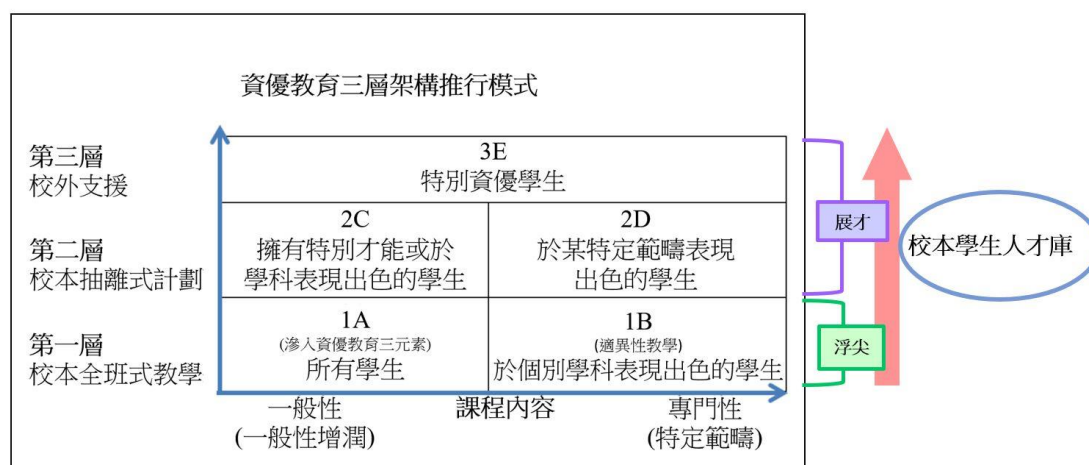 資優教育三層架構推行模式
第三層
校外支援
3E
特別資優學生
第二層
校本抽離式計劃
2C
擁有特別才能或於
學科表現出色的學生
2D
於某特定範疇表現
出色的學生
第一層
校本全班式教學
1A
(滲入資優教育三元素)
所有學生
1B
(適異性教學)
於個別學科表現出色的學生
一般性
(一般性增潤)
課程內容
專門性
(特定範疇)
展才
浮尖
校本學生人才庫